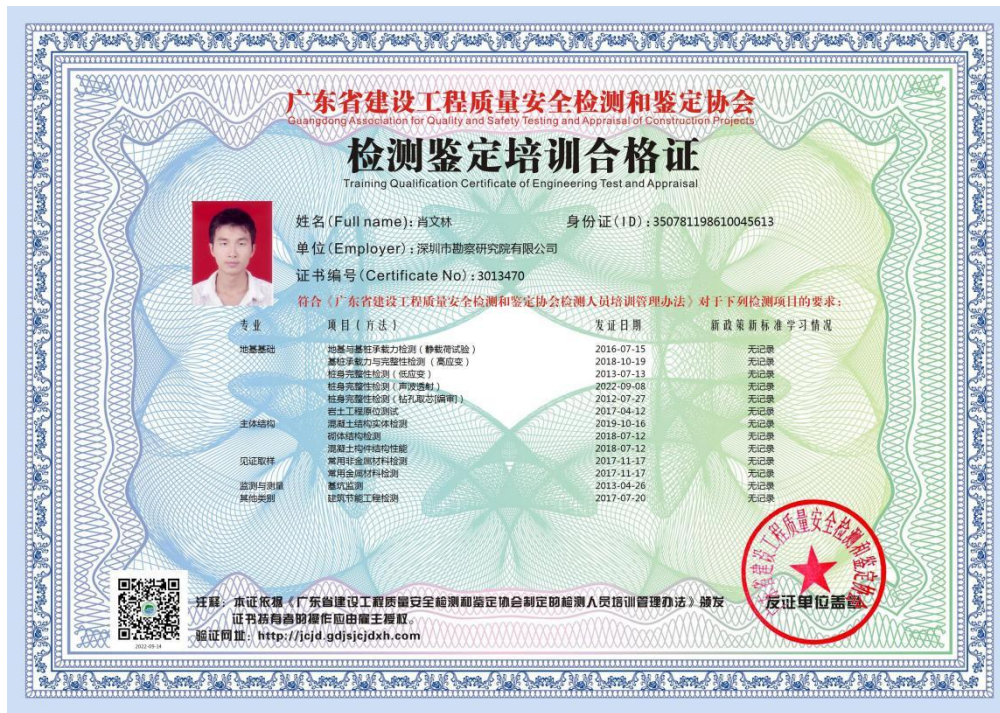 广东省建设工程质量安全检测和鉴定协会
Guangdong Association for Quality and Safety Testing and Appraisal of Construction Projects
检测鉴定培训合格证
Training Qualification Certificate of Engineering Test and Appraisal
姓名(Full name): 肖文林 身份证(ID): 350781198610045613
单位(Employer): 深圳市勘察研究院有限公司
证书编号(Certificate No): 3013470
符合《广东省建设工程质量安全检测和鉴定协会检测人员培训管理办法》对于下列检测项目的要求:
专业 项目(方法) 发证日期 新政策新标准学习情况
地基基础 地基与基桩承载力检测(静载荷试验) 2016-07-15 无记录
基桩承载力与完整性检测(高应变) 2018-10-19 无记录
桩身完整性检测(低应变) 2013-07-13 无记录
桩身完整性检测(声波透射) 2022-09-08 无记录
桩身完整性检测(钻孔取芯[编审]) 2012-07-27 无记录
岩土工程原位测试 2017-04-12 无记录
主体结构 混凝土结构实体检测 2019-10-16 无记录
砌体结构检测 2018-07-12 无记录
混凝土构件结构性能 2018-07-12 无记录
见证取样 常用非金属材料检测 2017-11-17 无记录
常用金属材料检测 2017-11-17 无记录
监测与测量 基坑监测 2013-04-26 无记录
其他类别 建筑节能工程检测 2017-07-20 无记录
广东省建设工程质量安全检测和鉴定协会
发证单位盖章
注释: 本证依据《广东省建设工程质量安全检测和鉴定协会制定的检测人员培训管理办法》颁发
证书持有者的操作应由雇主授权。
验证网址: http://jcjd.gdjsjcjdxh.com
2022-09-14